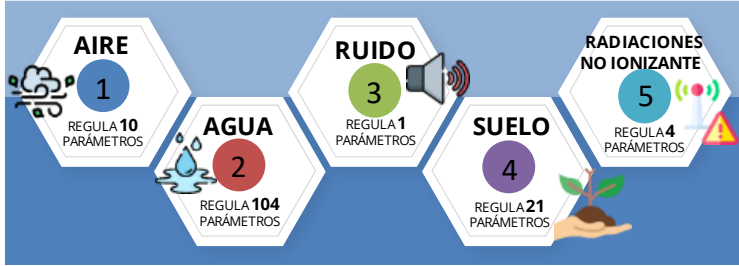 AIRE
1
REGULA 10
PARÁMETROS
AGUA
2
REGULA 104
PARÁMETROS
RUIDO
3
REGULA 1
PARÁMETROS
SUELO
4
REGULA 21
PARÁMETROS
RADIACIONES
NO IONIZANTE
5
REGULA 4
PARÁMETROS